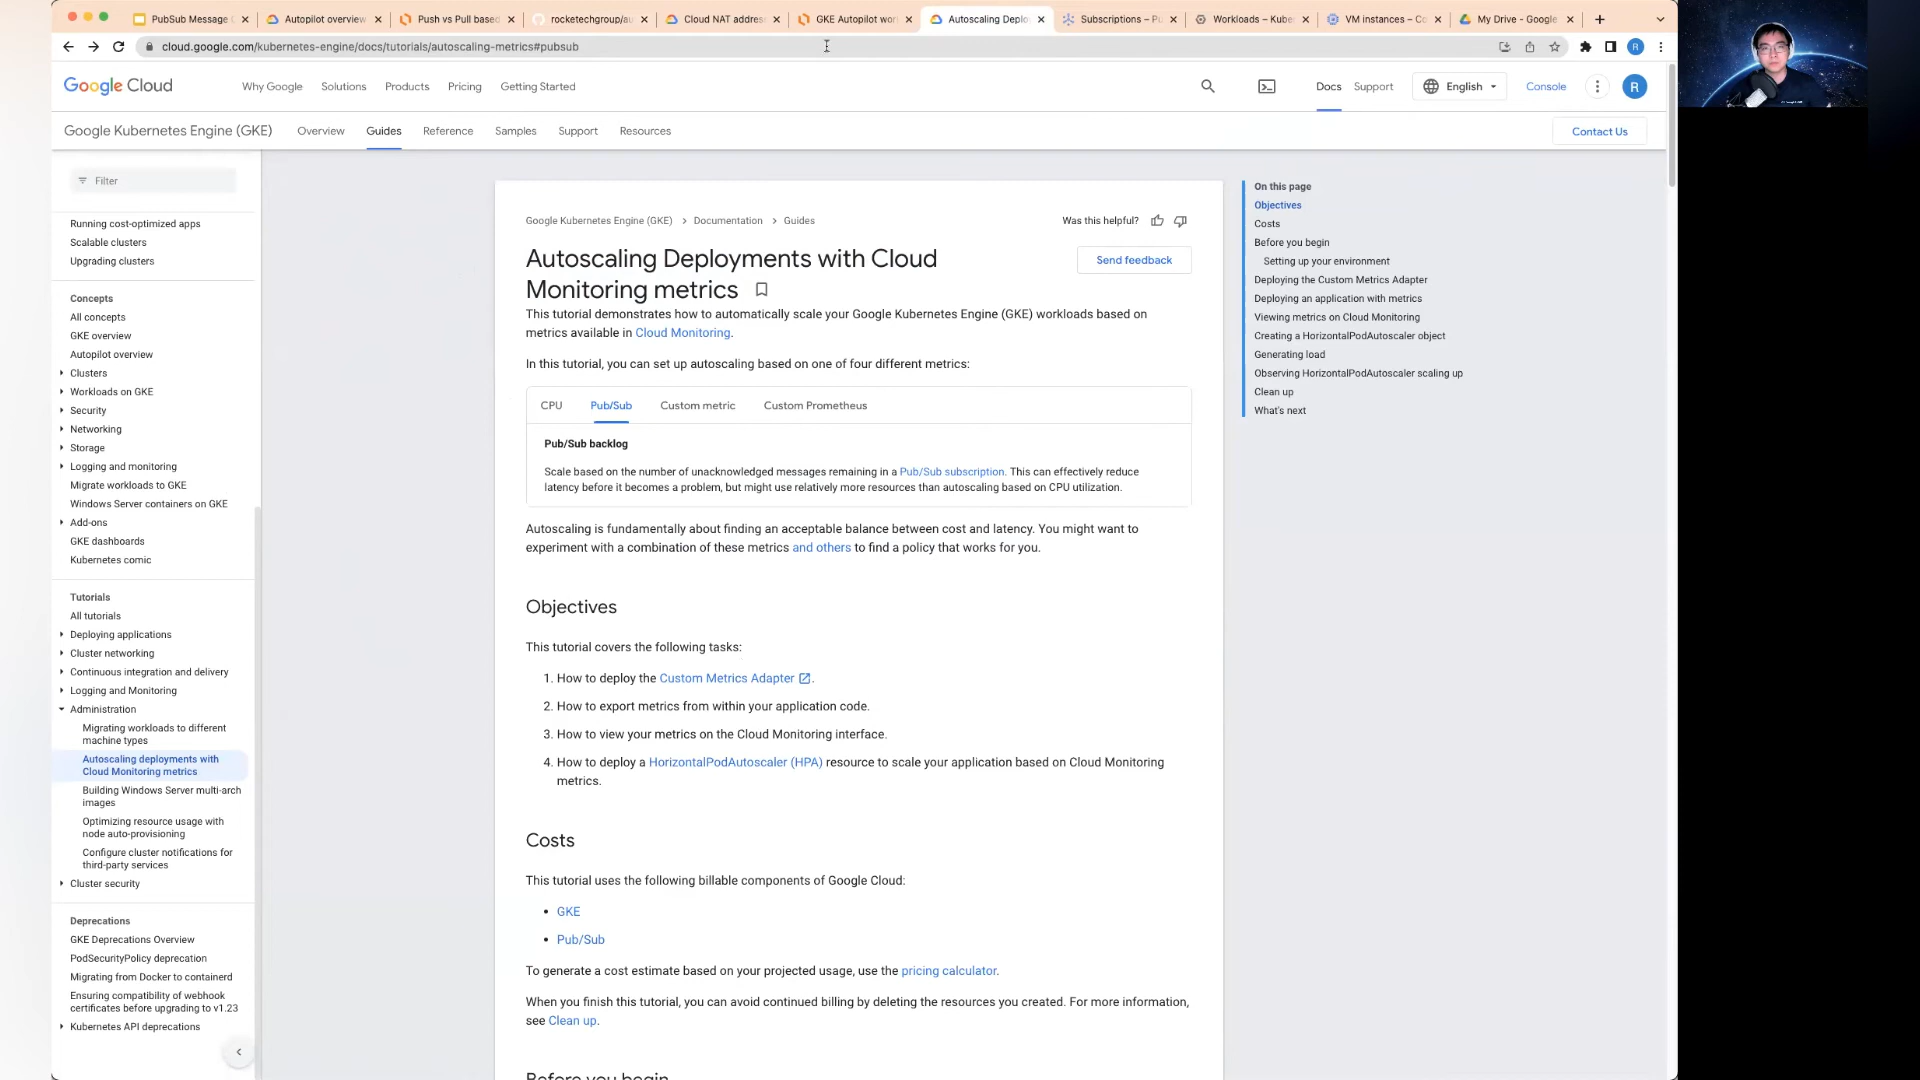 PubSub Message
Autopilot overview
Push vs Pull base
rocketechgroup/au
Cloud NAT addres
GKE Autopilot wor
Autoscaling Deplo
Subscriptions – Pu
Workloads – Kube
VM instances – Co
My Drive - Google
cloud.google.com/kubernetes-engine/docs/tutorials/autoscaling-metrics#pubsub
R
Google Cloud
Why Google
Solutions
Products
Pricing
Getting Started
Docs
Support
English
Console
R
Google Kubernetes Engine (GKE)
Overview
Guides
Reference
Samples
Support
Resources
Contact Us
Filter
Running cost-optimized apps
Scalable clusters
Upgrading clusters
Concepts
All concepts
GKE overview
Autopilot overview
Clusters
Workloads on GKE
Security
Networking
Storage
Logging and monitoring
Migrate workloads to GKE
Windows Server containers on GKE
Add-ons
GKE dashboards
Kubernetes comic
Tutorials
All tutorials
Deploying applications
Cluster networking
Continuous integration and delivery
Logging and Monitoring
Administration
Migrating workloads to different
machine types
Autoscaling deployments with
Cloud Monitoring metrics
Building Windows Server multi-arch
images
Optimizing resource usage with
node auto-provisioning
Configure cluster notifications for
third-party services
Cluster security
Deprecations
GKE Deprecations Overview
PodSecurityPolicy deprecation
Migrating from Docker to containerd
Ensuring compatibility of webhook
certificates before upgrading to v1.23
Kubernetes API deprecations
Google Kubernetes Engine (GKE) > Documentation > Guides
Was this helpful?
Autoscaling Deployments with Cloud
Monitoring metrics
Send feedback
This tutorial demonstrates how to automatically scale your Google Kubernetes Engine (GKE) workloads based on
metrics available in Cloud Monitoring.
In this tutorial, you can set up autoscaling based on one of four different metrics:
CPU
Pub/Sub
Custom metric
Custom Prometheus
Pub/Sub backlog
Scale based on the number of unacknowledged messages remaining in a Pub/Sub subscription. This can effectively reduce
latency before it becomes a problem, but might use relatively more resources than autoscaling based on CPU utilization.
Autoscaling is fundamentally about finding an acceptable balance between cost and latency. You might want to
experiment with a combination of these metrics and others to find a policy that works for you.
Objectives
This tutorial covers the following tasks:
1. How to deploy the Custom Metrics Adapter.
2. How to export metrics from within your application code.
3. How to view your metrics on the Cloud Monitoring interface.
4. How to deploy a HorizontalPodAutoscaler (HPA) resource to scale your application based on Cloud Monitoring
metrics.
Costs
This tutorial uses the following billable components of Google Cloud:
• GKE
• Pub/Sub
To generate a cost estimate based on your projected usage, use the pricing calculator.
When you finish this tutorial, you can avoid continued billing by deleting the resources you created. For more information,
see Clean up.
Before you begin
On this page
Objectives
Costs
Before you begin
Setting up your environment
Deploying the Custom Metrics Adapter
Deploying an application with metrics
Viewing metrics on Cloud Monitoring
Creating a HorizontalPodAutoscaler object
Generating load
Observing HorizontalPodAutoscaler scaling up
Clean up
What's next